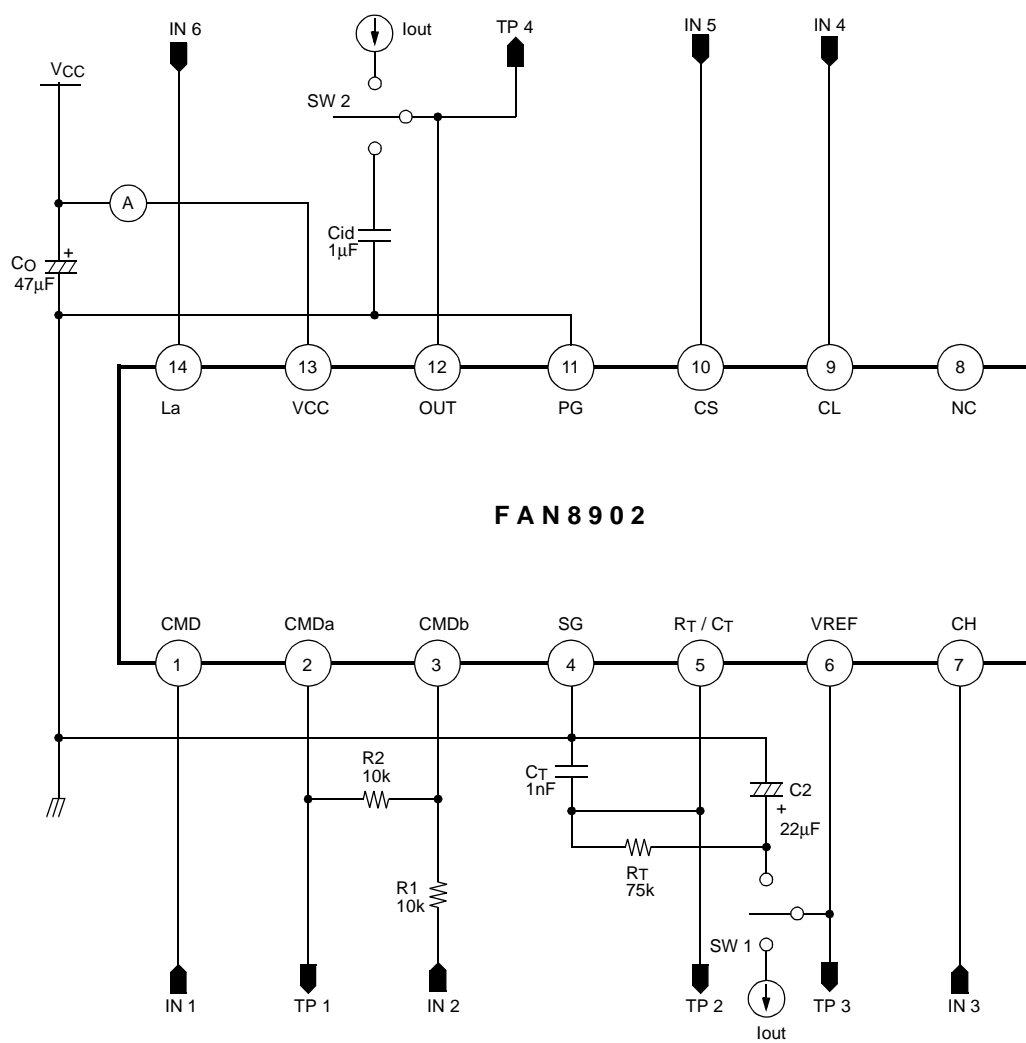 IN 6
Iout
TP 4
IN 5
IN 4
VCC
SW 2
A
Cid
1µF
CO
+
47µF
14
13
12
11
10
9
8
La
VCC
OUT
PG
CS
CL
NC
FAN8902
CMD
CMDa
CMDb
SG
RT / CT
VREF
CH
1
2
3
4
5
6
7
R2
10k
CT
1nF
C2
+
22µF
RT
75k
R1
10k
SW 1
IN 1
TP 1
IN 2
TP 2
TP 3
IN 3
Iout